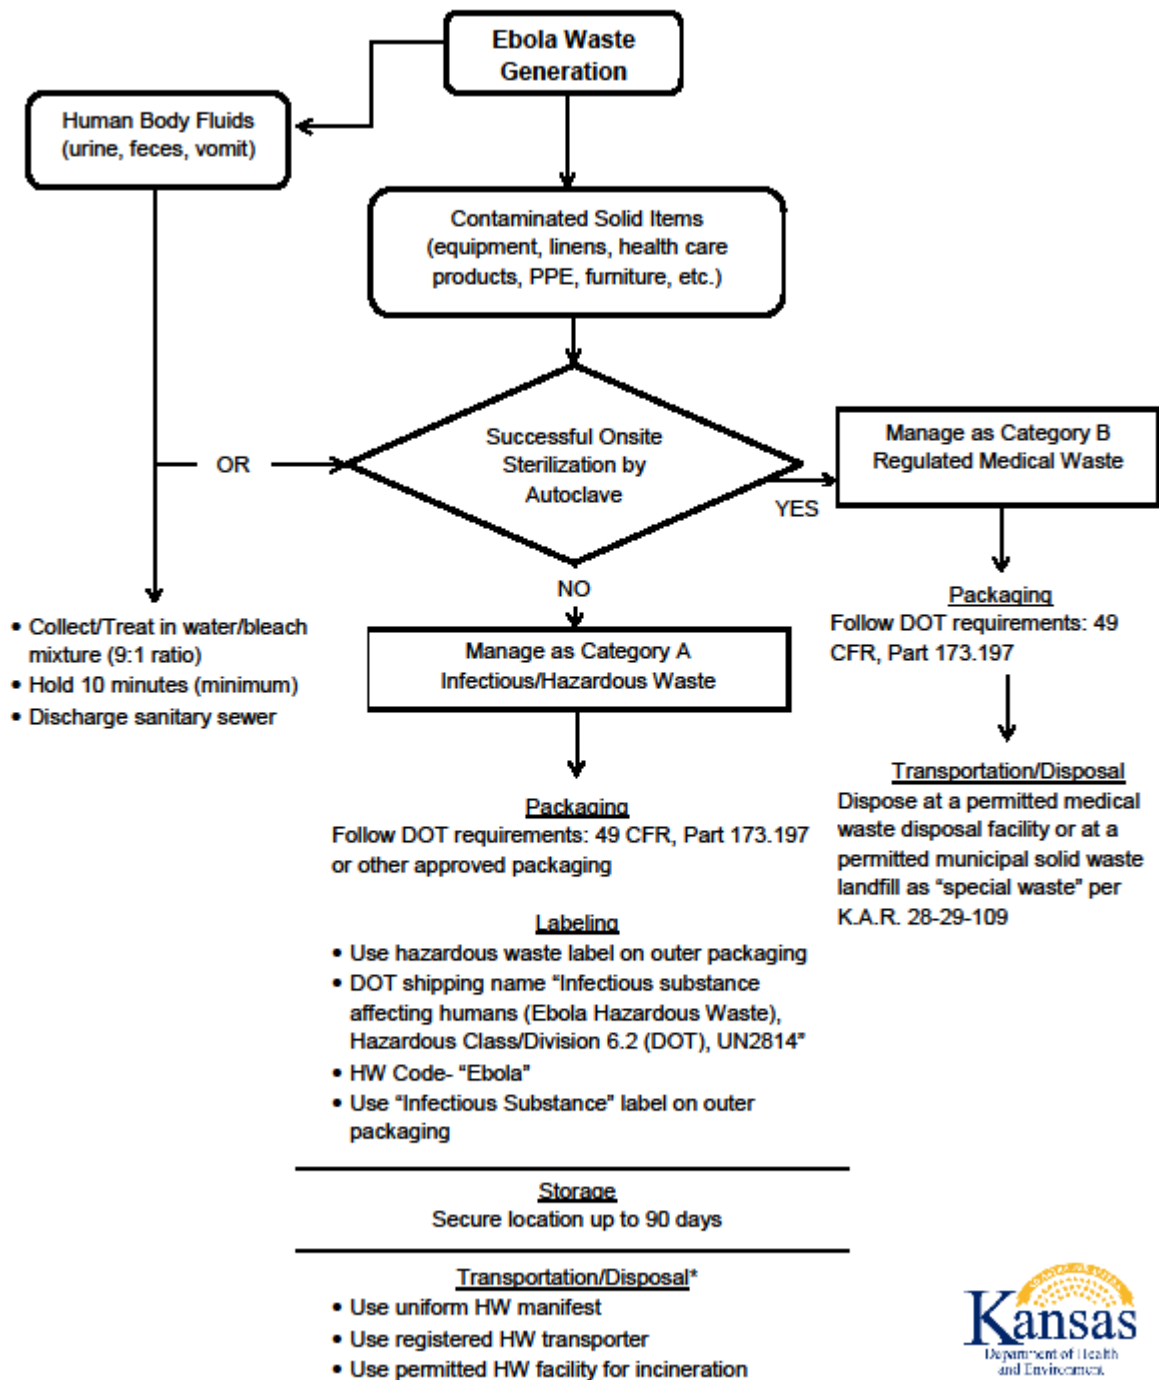 Ebola Waste
Generation
Human Body Fluids
(urine, feces, vomit)
Contaminated Solid Items
(equipment, linens, health care
products, PPE, furniture, etc.)
Successful Onsite
Sterilization by
Autoclave
OR
YES
NO
Manage as Category B
Regulated Medical Waste
Packaging
Follow DOT requirements: 49
CFR, Part 173.197
Transportation/Disposal
Dispose at a permitted medical
waste disposal facility or at a
permitted municipal solid waste
landfill as “special waste” per
K.A.R. 28-29-109
• Collect/Treat in water/bleach
mixture (9:1 ratio)
• Hold 10 minutes (minimum)
• Discharge sanitary sewer
Manage as Category A
Infectious/Hazardous Waste
Packaging
Follow DOT requirements: 49 CFR, Part 173.197
or other approved packaging
Labeling
• Use hazardous waste label on outer packaging
• DOT shipping name “Infectious substance
affecting humans (Ebola Hazardous Waste),
Hazardous Class/Division 6.2 (DOT), UN2814”
• HW Code- “Ebola”
• Use “Infectious Substance” label on outer
packaging
Storage
Secure location up to 90 days
Transportation/Disposal*
• Use uniform HW manifest
• Use registered HW transporter
• Use permitted HW facility for incineration
Kansas
Department of Health
and Environment